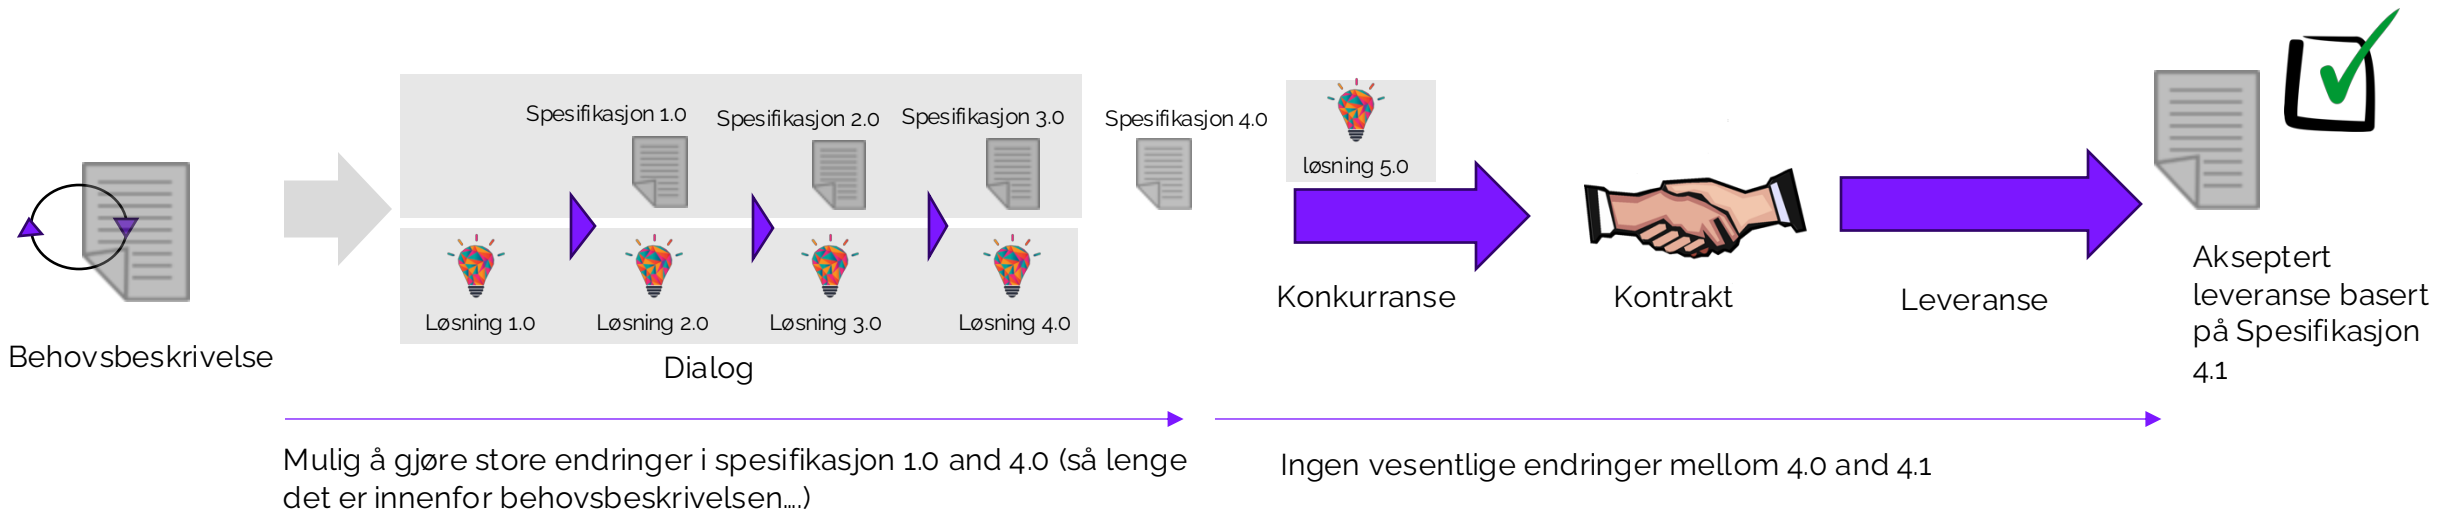 Behovsbeskrivelse
Spesifikasjon 1.0
Spesifikasjon 2.0
Spesifikasjon 3.0
Løsning 1.0
Løsning 2.0
Løsning 3.0
Løsning 4.0
Dialog
Spesifikasjon 4.0
løsning 5.0
Konkurranse
Kontrakt
Leveranse
Akseptert
leveranse basert
på Spesifikasjon
4.1
Mulig å gjøre store endringer i spesifikasjon 1.0 and 4.0 (så lenge
det er innenfor behovsbeskrivelsen....)
Ingen vesentlige endringer mellom 4.0 and 4.1